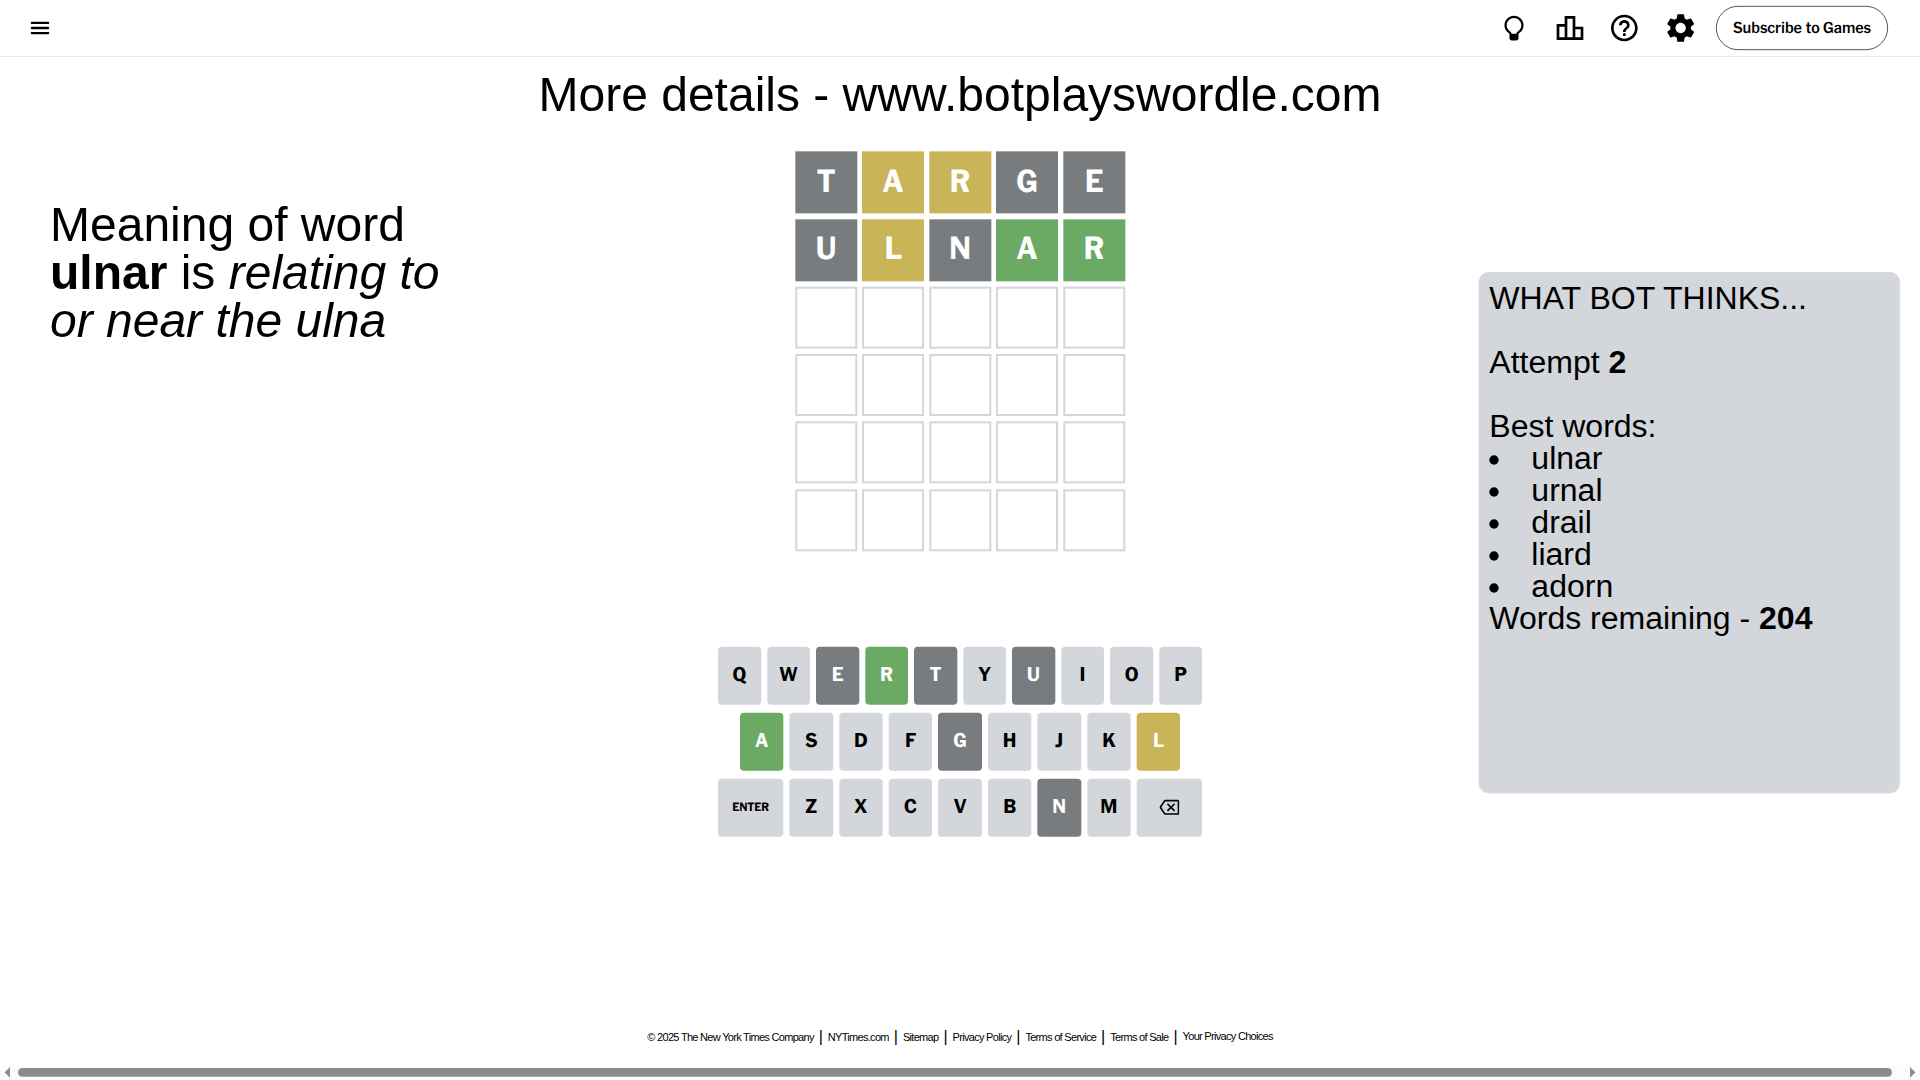 Subscribe to Games
More details - www.botplayswordle.com
Meaning of word
ulnar is relating to
or near the ulna
T A R G E
U L N A R
WHAT BOT THINKS...
Attempt 2
Best words:
• ulnar
• urnal
• drail
• liard
• adorn
Words remaining - 204
Q W E R T Y U I O P
A S D F G H J K L
ENTER Z X C V B N M
© 2025 The New York Times Company | NYTimes.com | Sitemap | Privacy Policy | Terms of Service | Terms of Sale | Your Privacy Choices